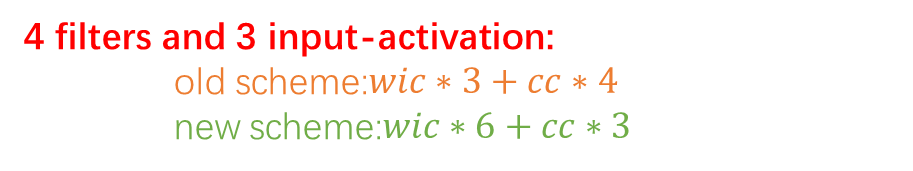 4 filters and 3 input-activation:
old scheme:wic ∗ 3 + cc ∗ 4
new scheme:wic ∗ 6 + cc ∗ 3